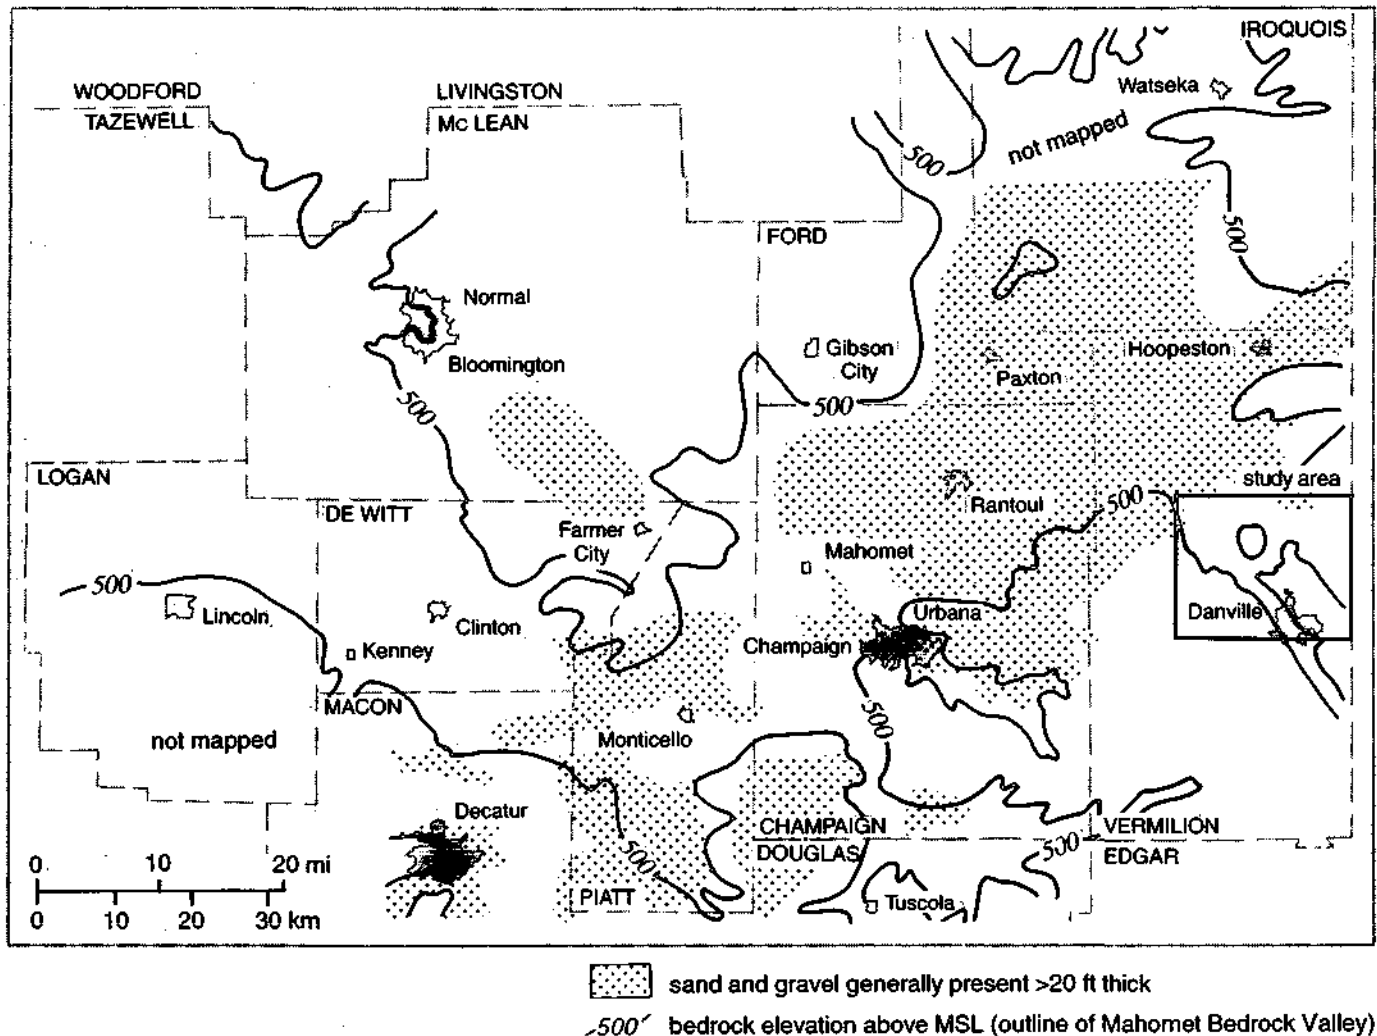 IROQUOIS
Watseka
WOODFORD
LIVINGSTON
TAZEWELL
Mc LEAN
not mapped
500
500
FORD
Normal
Gibson
City
Hoopeston
Bloomington
Paxton
500
500
LOGAN
study area
Rantoul
500
DE WITT
Farmer
City
Mahomet
500
Lincoln
Clinton
Urbana
Danville
Kenney
Champaign
MACON
500
not mapped
Monticello
Decatur
CHAMPAIGN
VERMILION
DOUGLAS
500
EDGAR
500
0 10 20 mi
PIATT
Tuscola
0 10 20 30 km
sand and gravel generally present >20 ft thick
500 bedrock elevation above MSL (outline of Mahomet Bedrock Valley)